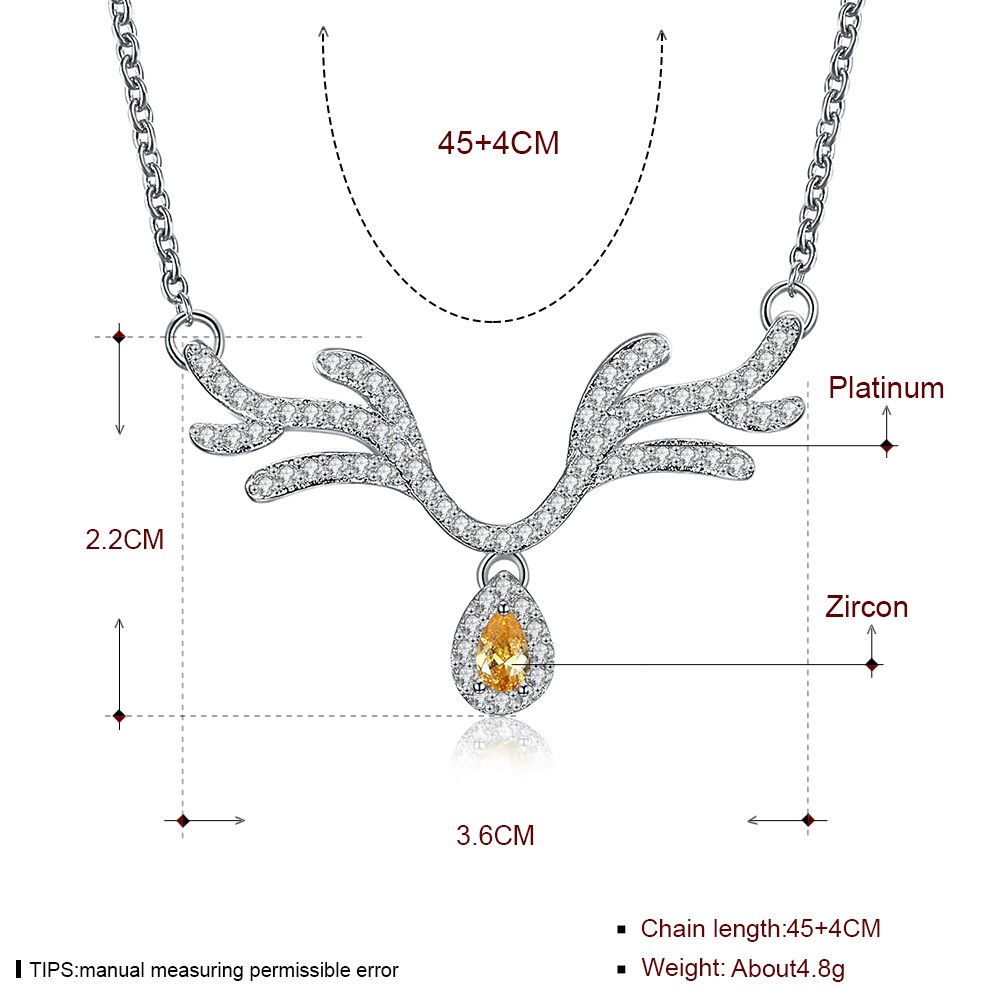 45+4CM
Platinum
2.2CM
Zircon
3.6CM
Chain length:45+4CM
Weight: About4.8g
TIPS:manual measuring permissible error